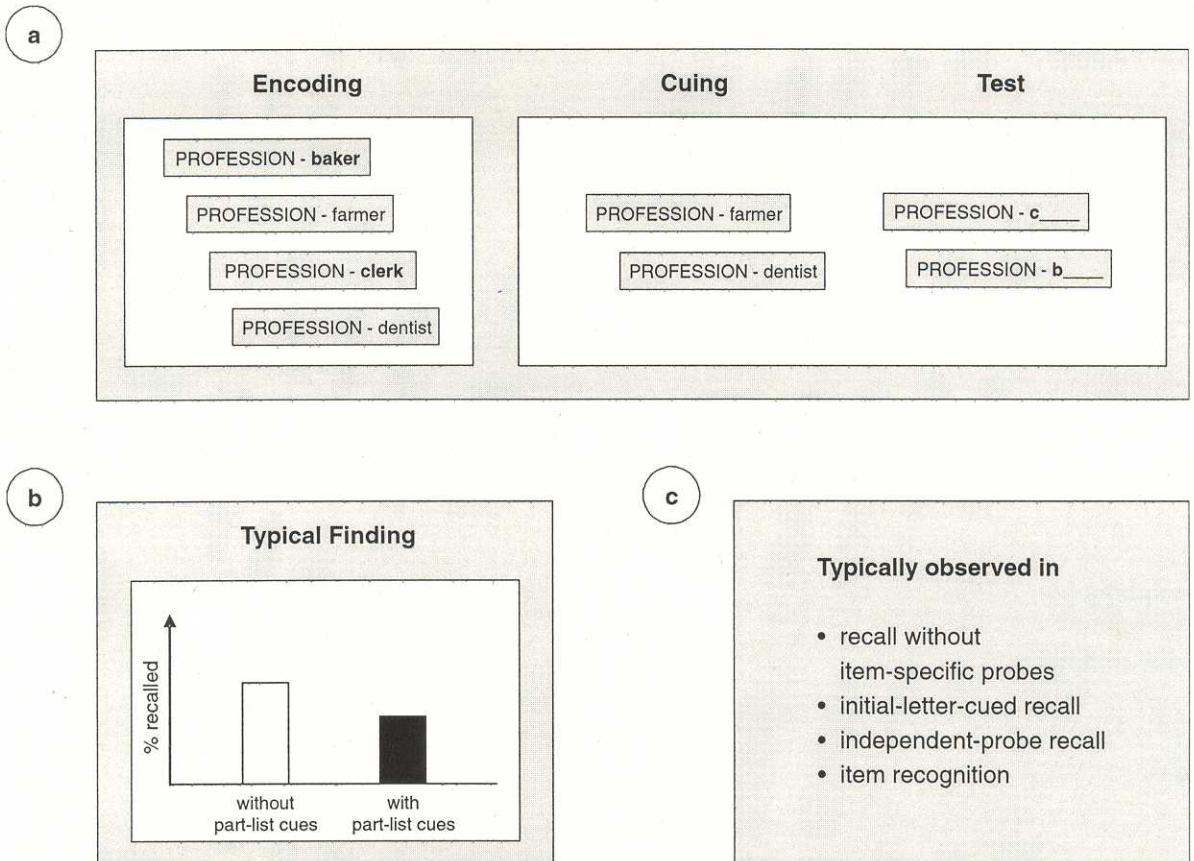 a
Encoding
Cuing
Test
PROFESSION - baker
PROFESSION - farmer
PROFESSION - clerk
PROFESSION - dentist
PROFESSION - farmer
PROFESSION - dentist
PROFESSION - c____
PROFESSION - b____
b
Typical Finding
% recalled
without
part-list cues
with
part-list cues
c
Typically observed in
• recall without
item-specific probes
• initial-letter-cued recall
• independent-probe recall
• item recognition